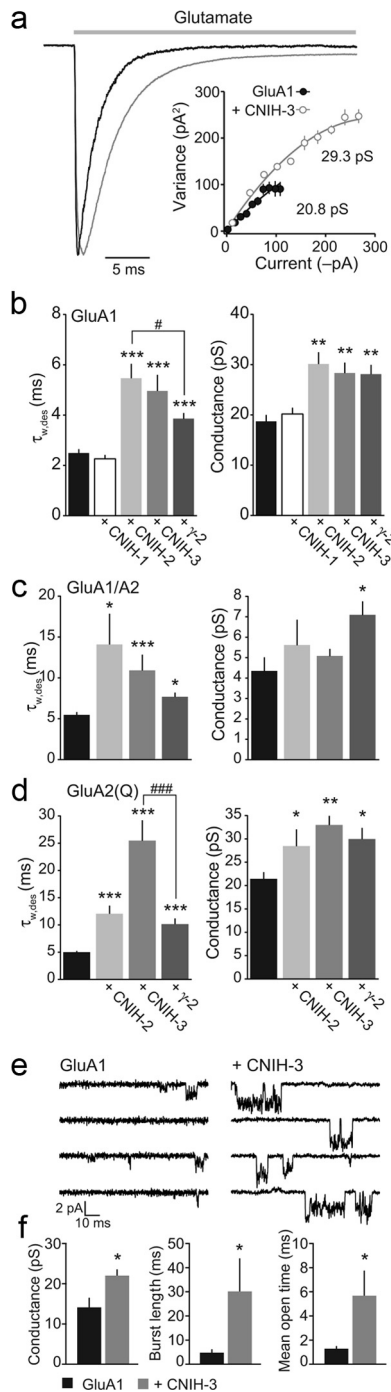 a
Glutamate
GluA1
+ CNIH-3
Variance (pA2)
300
200
100
0
29.3 pS
20.8 pS
0 100 200 300
Current (–pA)
5 ms
b
GluA1
#
*** *** ***
τw,des (ms)
8
6
4
2
0
+ CNIH-1
+ CNIH-2
+ CNIH-3
+ γ-2
** ** **
Conductance (pS)
40
30
20
10
0
+ CNIH-1
+ CNIH-2
+ CNIH-3
+ γ-2
c
GluA1/A2
* *** *
τw,des (ms)
20
15
10
5
0
*
Conductance (pS)
8
7
6
5
4
3
2
1
0
d
GluA2(Q)
###
*** *** ***
τw,des (ms)
30
25
20
15
10
5
0
+ CNIH-2
+ CNIH-3
+ γ-2
* ** *
Conductance (pS)
40
35
30
25
20
15
10
5
0
+ CNIH-2
+ CNIH-3
+ γ-2
e
GluA1
+ CNIH-3
2 pA
10 ms
f
Conductance (pS)
30
20
10
0
*
Burst length (ms)
50
40
30
20
10
0
*
Mean open time (ms)
10
8
6
4
2
0
*
GluA1 + CNIH-3